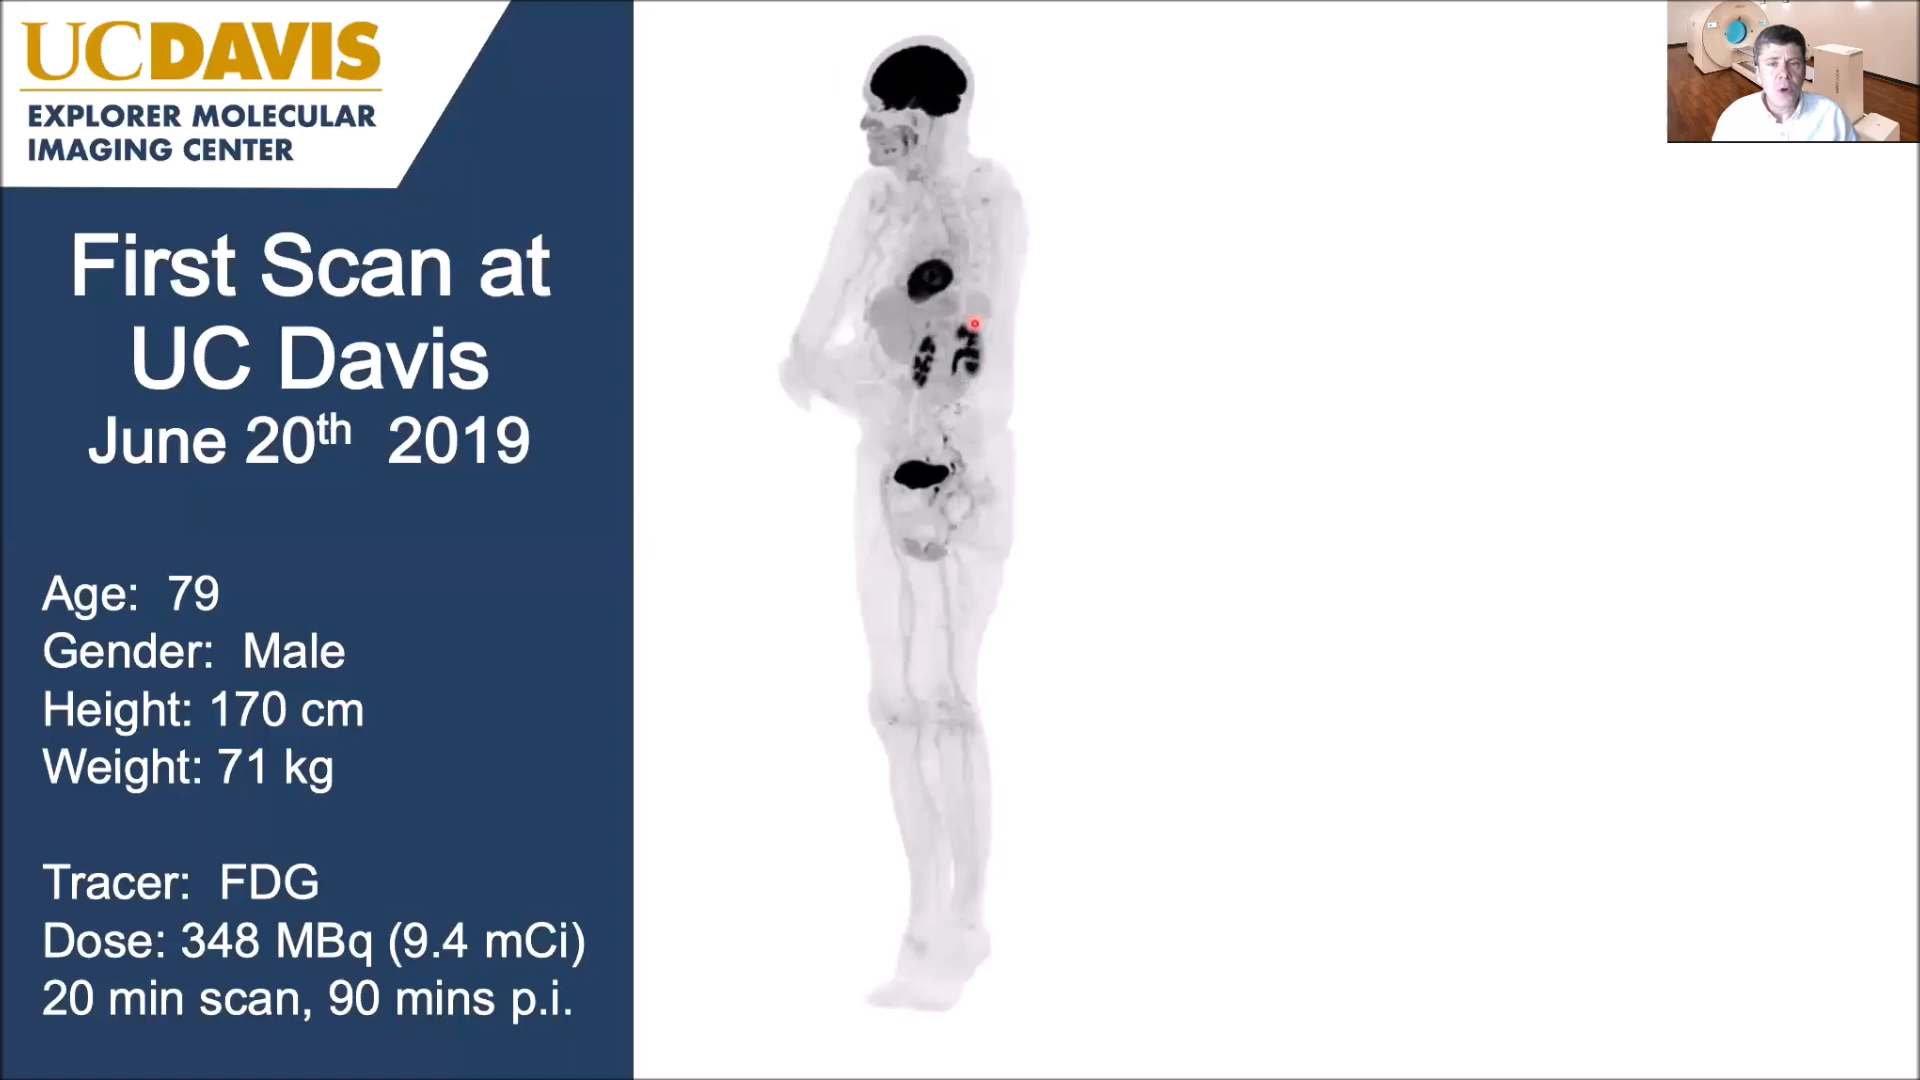 UCDAVIS
EXPLORER MOLECULAR
IMAGING CENTER
First Scan at
UC Davis
June 20th 2019
Age: 79
Gender: Male
Height: 170 cm
Weight: 71 kg
Tracer: FDG
Dose: 348 MBq (9.4 mCi)
20 min scan, 90 mins p.i.